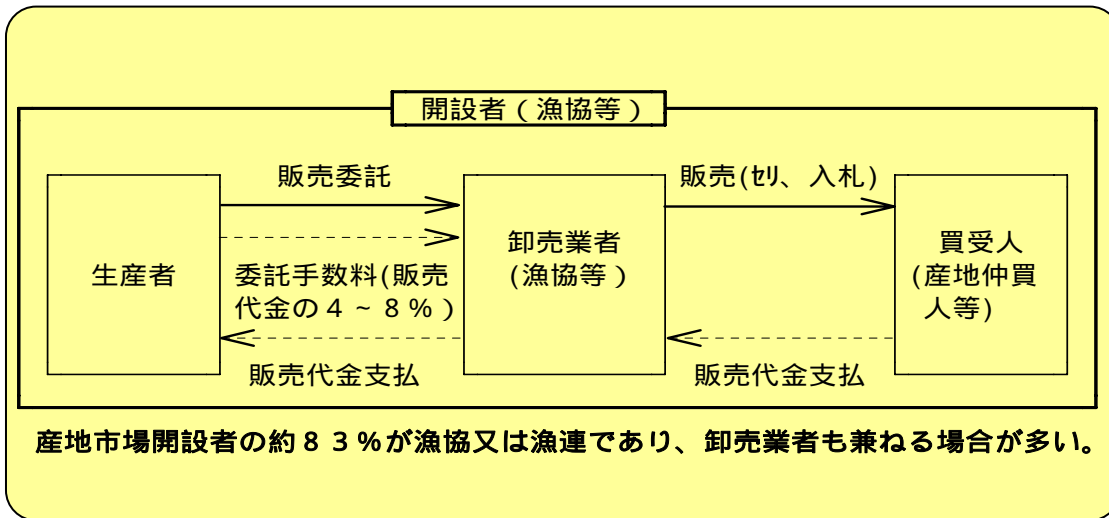 開設者（漁協等）
販売委託
販売(ｾﾘ、入札)
生産者
委託手数料(販売
代金の４～８％）
卸売業者
(漁協等）
買受人
(産地仲買
人等)
販売代金支払
販売代金支払
産地市場開設者の約８３％が漁協又は漁連であり、卸売業者も兼ねる場合が多い。